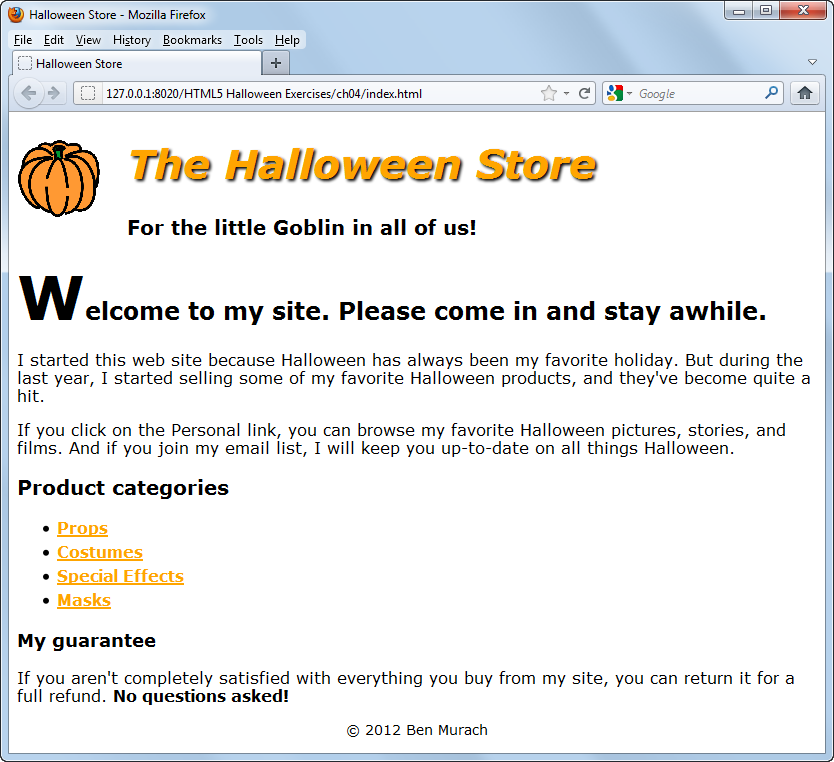 Halloween Store - Mozilla Firefox
File Edit View History Bookmarks Tools Help
Halloween Store +
127.0.0.1:8020/HTML5 Halloween Exercises/ch04/index.html Google
The Halloween Store
For the little Goblin in all of us!
Welcome to my site. Please come in and stay awhile.
I started this web site because Halloween has always been my favorite holiday. But during the
last year, I started selling some of my favorite Halloween products, and they've become quite a
hit.
If you click on the Personal link, you can browse my favorite Halloween pictures, stories, and
films. And if you join my email list, I will keep you up-to-date on all things Halloween.
Product categories
• Props
• Costumes
• Special Effects
• Masks
My guarantee
If you aren't completely satisfied with everything you buy from my site, you can return it for a
full refund. No questions asked!
© 2012 Ben Murach